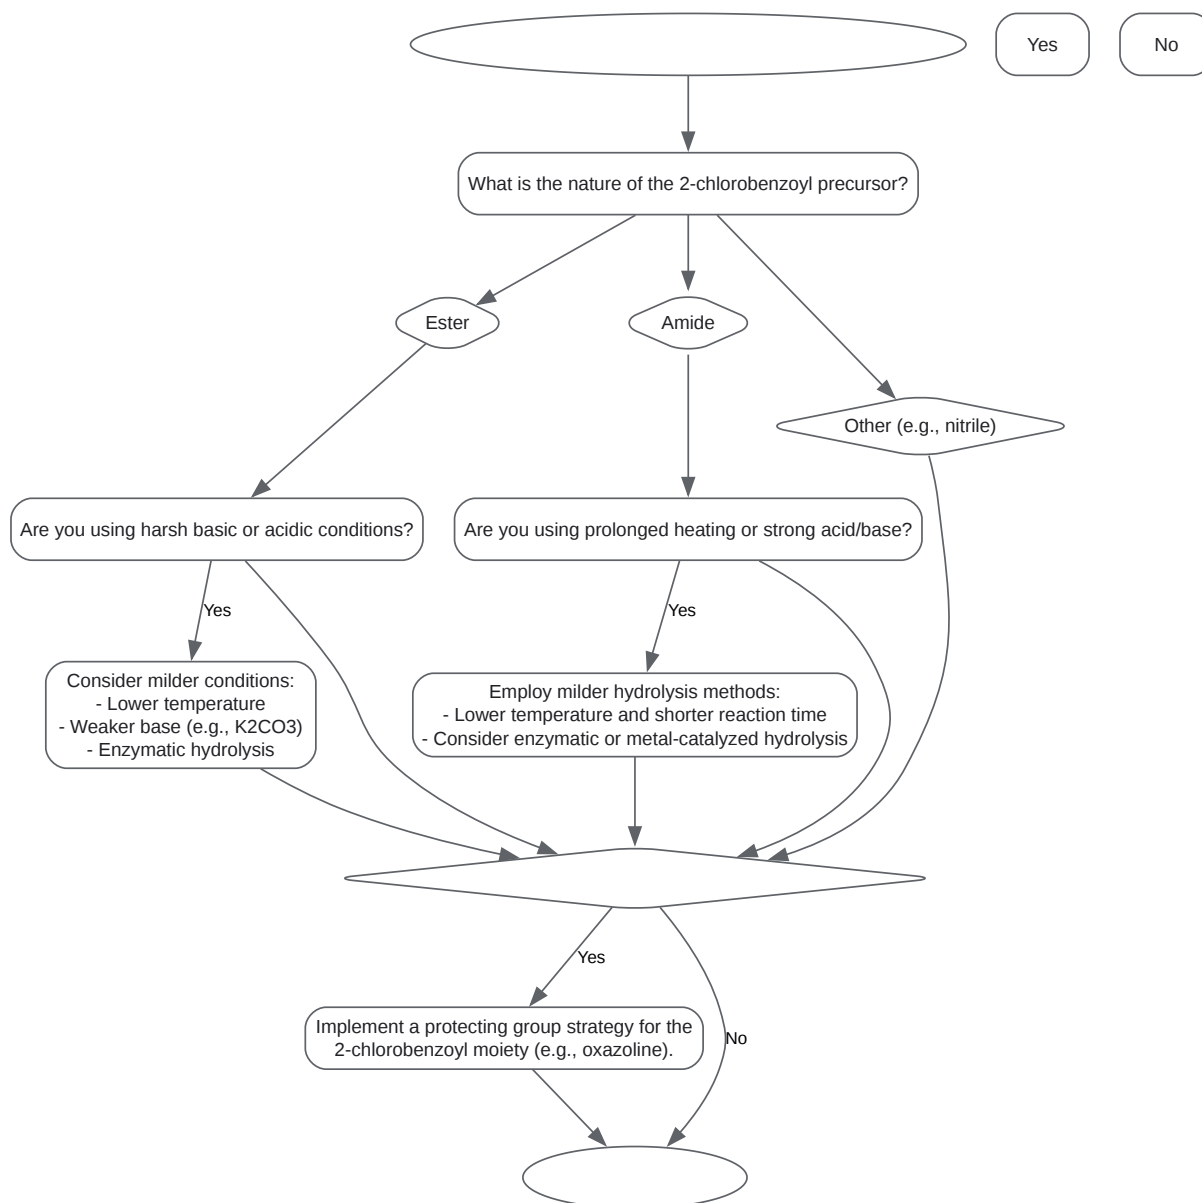 Yes
No
What is the nature of the 2-chlorobenzoyl precursor?
Ester
Amide
Other (e.g., nitrile)
Are you using harsh basic or acidic conditions?
Are you using prolonged heating or strong acid/base?
Yes
Yes
Consider milder conditions:
- Lower temperature
- Weaker base (e.g., K2CO3)
- Enzymatic hydrolysis
Employ milder hydrolysis methods:
- Lower temperature and shorter reaction time
- Consider enzymatic or metal-catalyzed hydrolysis
Yes
Implement a protecting group strategy for the
2-chlorobenzoyl moiety (e.g., oxazoline).
No